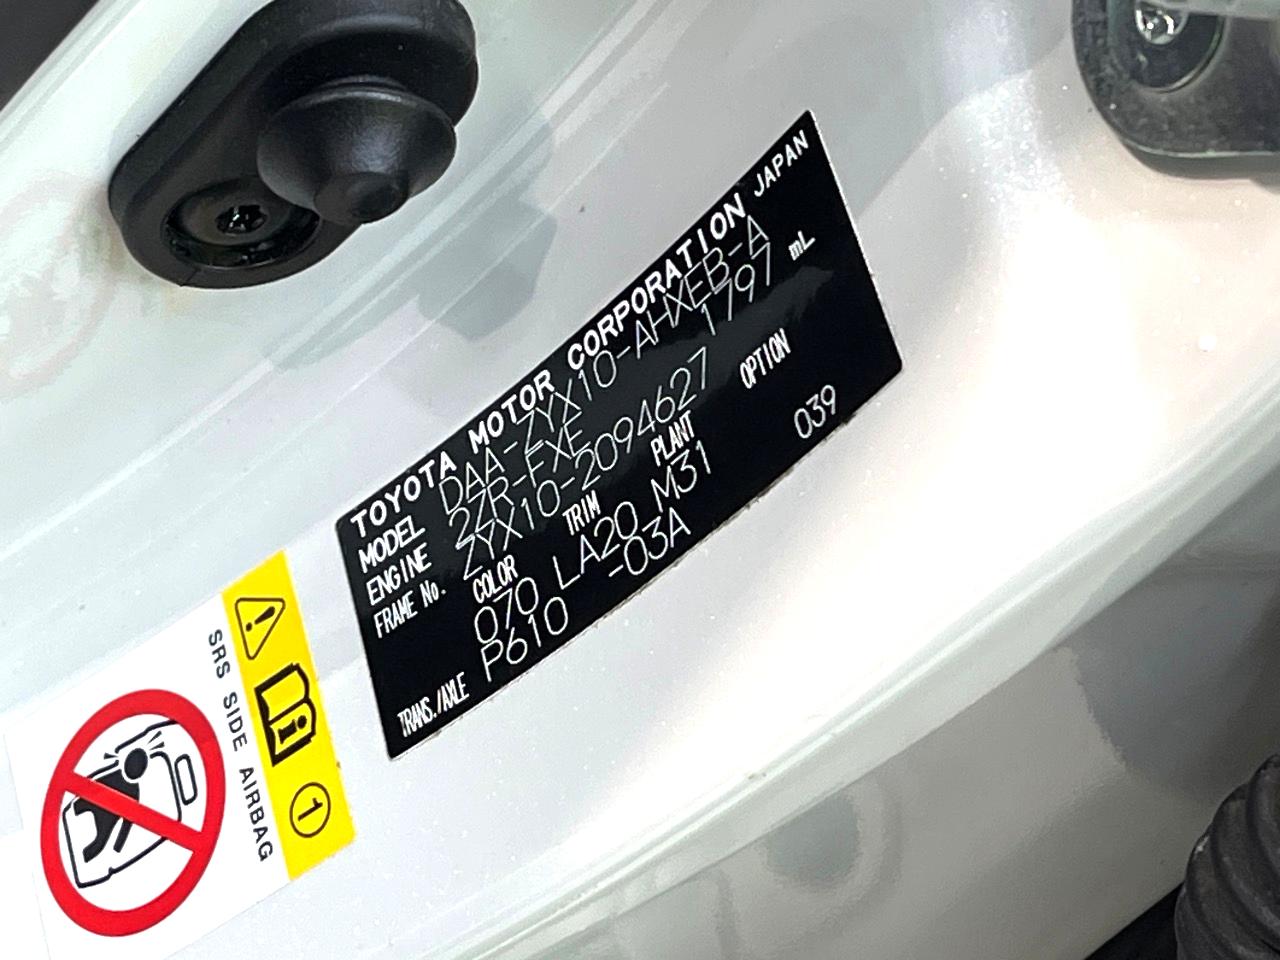 TOYOTA MOTOR CORPORATION JAPAN
MODEL DAA-ZYX10-AHXEB-A
ENGINE 2ZR-FXE 1797 mL
FRAME No. ZYX10-2094627
COLOR TRIM PLANT OPTION
070 LA20 M31 039
TRANS./AXLE P610 -03A
SRS SIDE AIRBAG
1